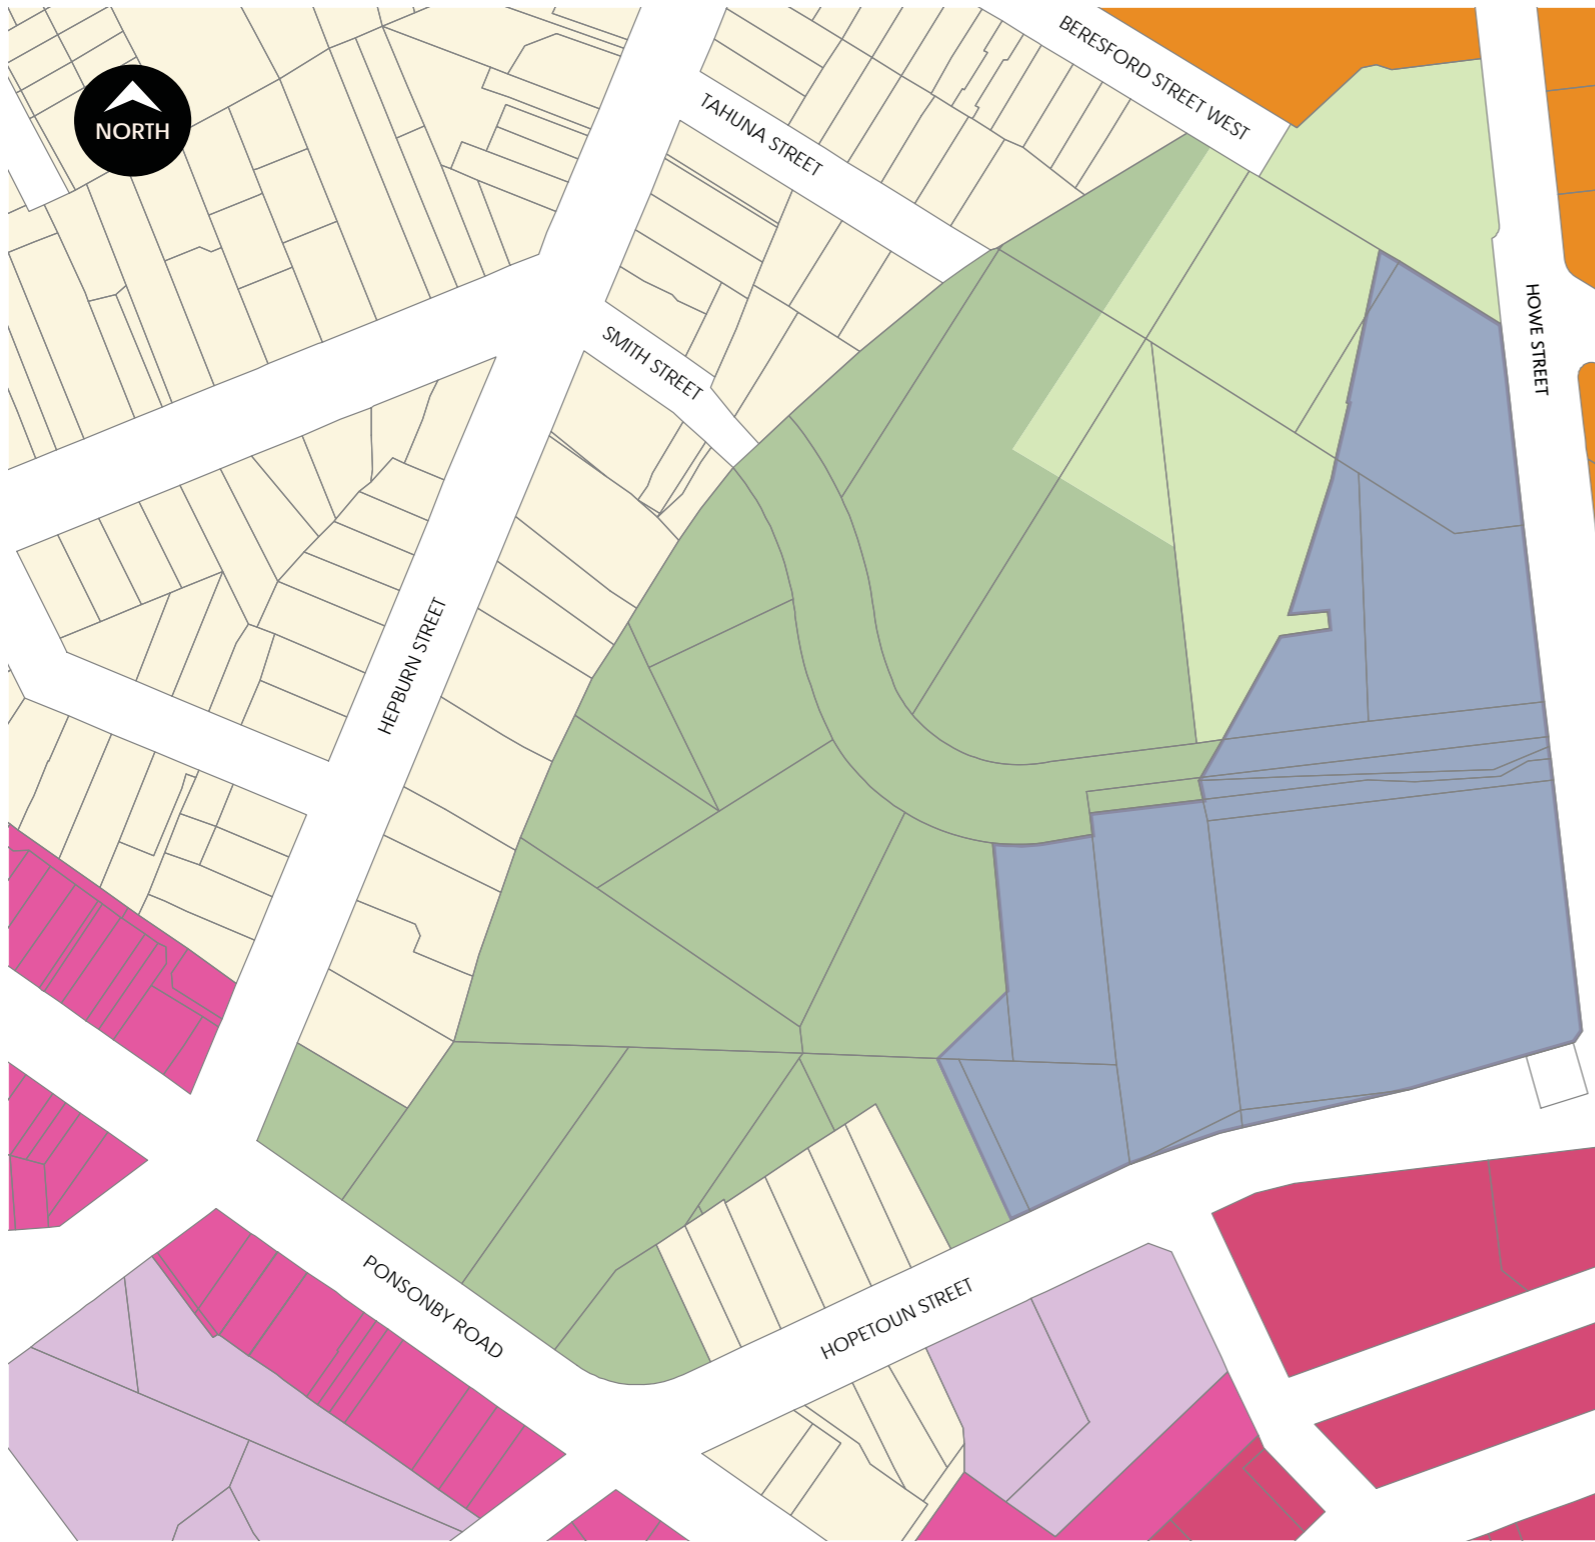 BERESFORD STREET WEST
TAHUNA STREET
NORTH
HOWE STREET
SMITH STREET
HEPBURN STREET
PONSONBY ROAD
HOPETOUN STREET